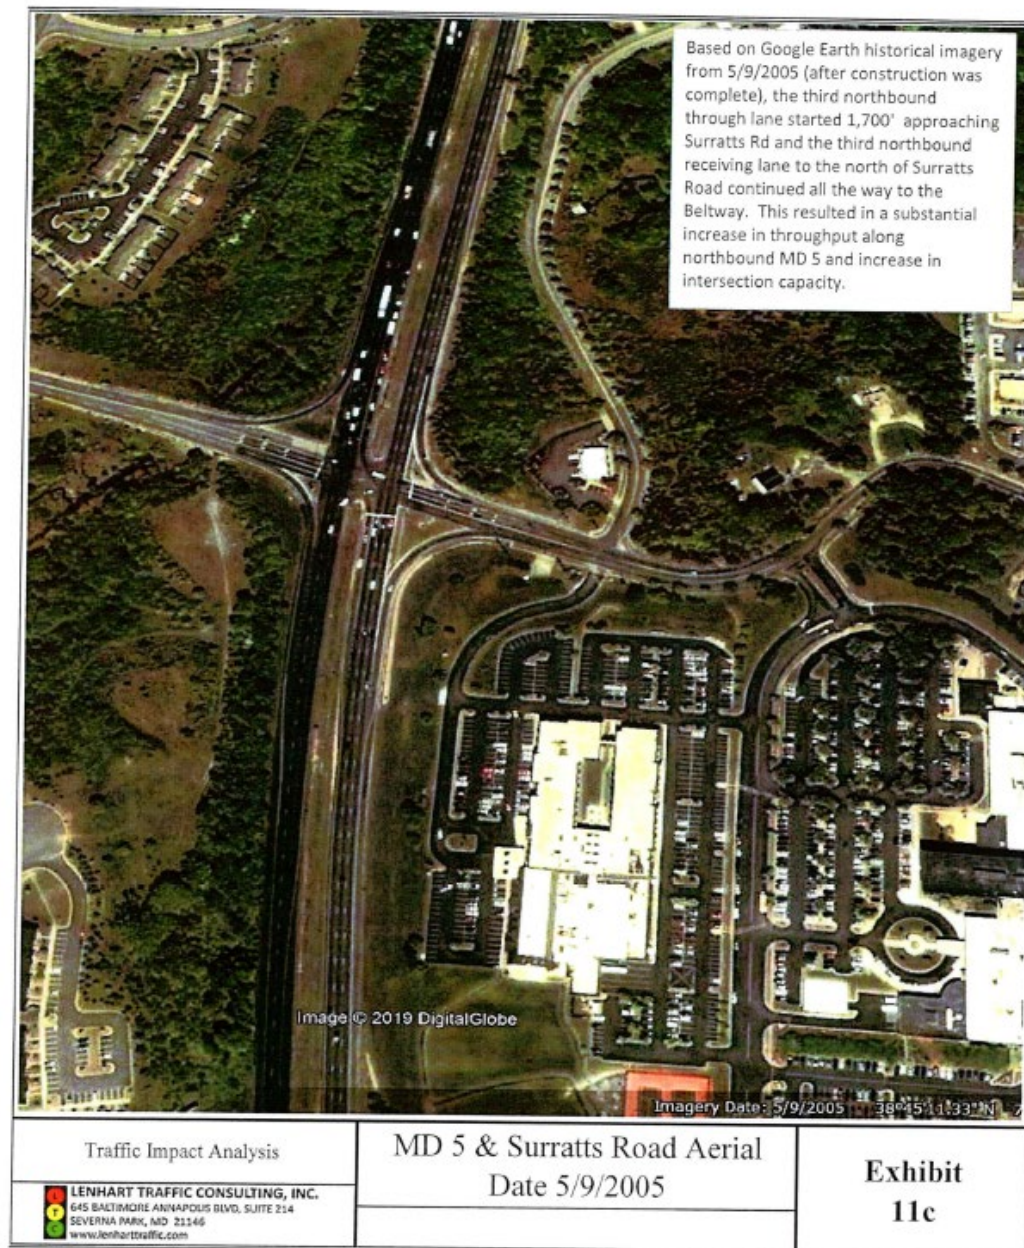 Based on Google Earth historical imagery
from 5/9/2005 (after construction was
complete), the third northbound
through lane started 1,700' approaching
Surratts Rd and the third northbound
receiving lane to the north of Surratts
Road continued all the way to the
Beltway. This resulted in a substantial
increase in throughput along
northbound MD 5 and increase in
intersection capacity.
Image © 2019 DigitalGlobe
Imagery Date: 5/9/2005 38°45'11.33" N 7
Traffic Impact Analysis
L
T
C
LENHART TRAFFIC CONSULTING, INC.
645 BALTIMORE ANNAPOLIS BLVD, SUITE 214
SEVERNA PARK, MD 21146
www.lenharttraffic.com
MD 5 & Surratts Road Aerial
Date 5/9/2005
Exhibit
11c